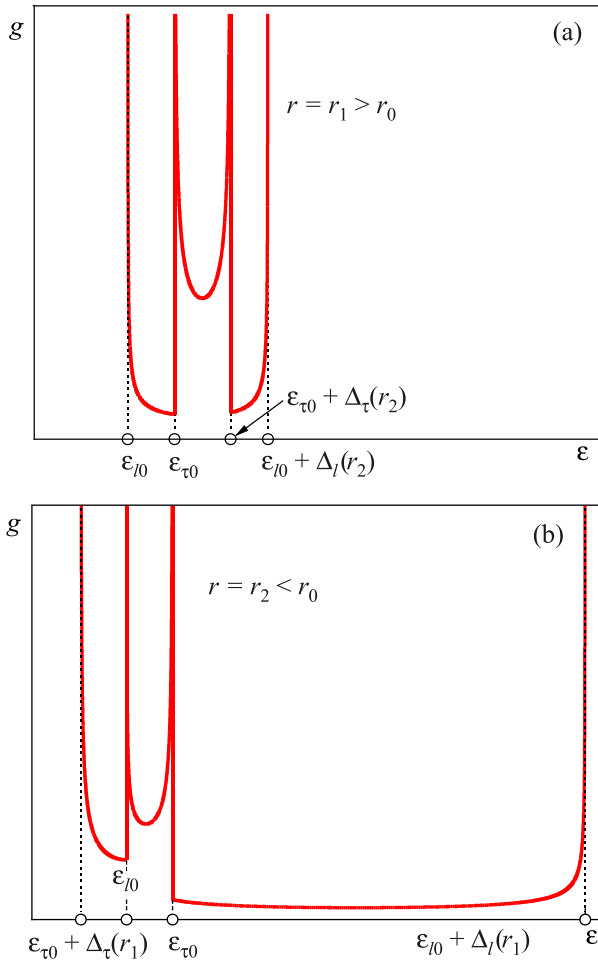 g
(a)
r = r₁ > r₀
ε_τ0 + Δ_τ(r₂)
ε_l0 ε_τ0 ε_l0 + Δ_l(r₂) ε
g
(b)
r = r₂ < r₀
ε_l0
ε_τ0 + Δ_τ(r₁) ε_τ0 ε_l0 + Δ_l(r₁) ε